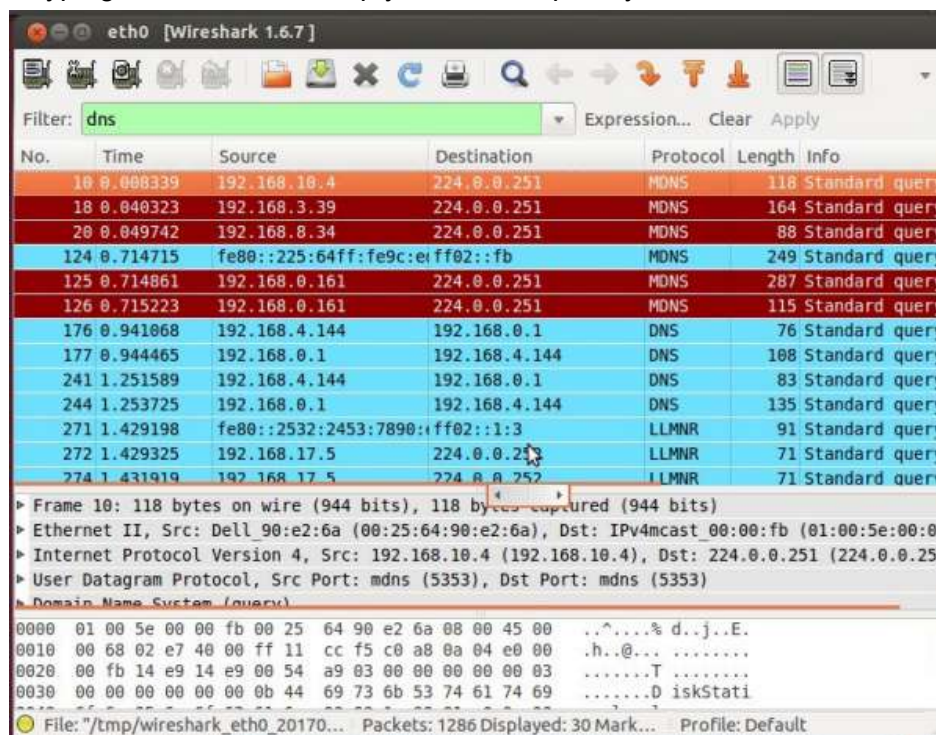 eth0 [Wireshark 1.6.7 ]
Filter: dns Expression... Clear Apply
No. Time Source Destination Protocol Length Info
10 0.008339 192.168.10.4 224.0.0.251 MDNS 118 Standard query
18 0.040323 192.168.3.39 224.0.0.251 MDNS 164 Standard query
20 0.049742 192.168.8.34 224.0.0.251 MDNS 88 Standard query
124 0.714715 fe80::225:64ff:fe9c:e ff02::fb MDNS 249 Standard query
125 0.714861 192.168.0.161 224.0.0.251 MDNS 287 Standard query
126 0.715223 192.168.0.161 224.0.0.251 MDNS 115 Standard query
176 0.941068 192.168.4.144 192.168.0.1 DNS 76 Standard query
177 0.944465 192.168.0.1 192.168.4.144 DNS 108 Standard query
241 1.251589 192.168.4.144 192.168.0.1 DNS 83 Standard query
244 1.253725 192.168.0.1 192.168.4.144 DNS 135 Standard query
271 1.429198 fe80::2532:2453:7890: ff02::1:3 LLMNR 91 Standard query
272 1.429325 192.168.17.5 224.0.0.252 LLMNR 71 Standard query
274 1.431919 192.168.17.5 224.0.0.252 LLMNR 71 Standard query
Frame 10: 118 bytes on wire (944 bits), 118 bytes captured (944 bits)
Ethernet II, Src: Dell_90:e2:6a (00:25:64:90:e2:6a), Dst: IPv4mcast_00:00:fb (01:00:5e:00:0
Internet Protocol Version 4, Src: 192.168.10.4 (192.168.10.4), Dst: 224.0.0.251 (224.0.0.25
User Datagram Protocol, Src Port: mdns (5353), Dst Port: mdns (5353)
Domain Name System (query)
0000 01 00 5e 00 00 fb 00 25 64 90 e2 6a 08 00 45 00 ..^....% d..j..E.
0010 00 68 02 e7 40 00 ff 11 cc f5 c0 a8 0a 04 e0 00 .h..@... ........
0020 00 fb 14 e9 14 e9 00 54 a9 03 00 00 00 00 00 03 .......T ........
0030 00 00 00 00 00 00 0b 44 69 73 6b 53 74 61 74 69 .......D iskStati
File: "/tmp/wireshark_eth0_20170... Packets: 1286 Displayed: 30 Mark... Profile: Default